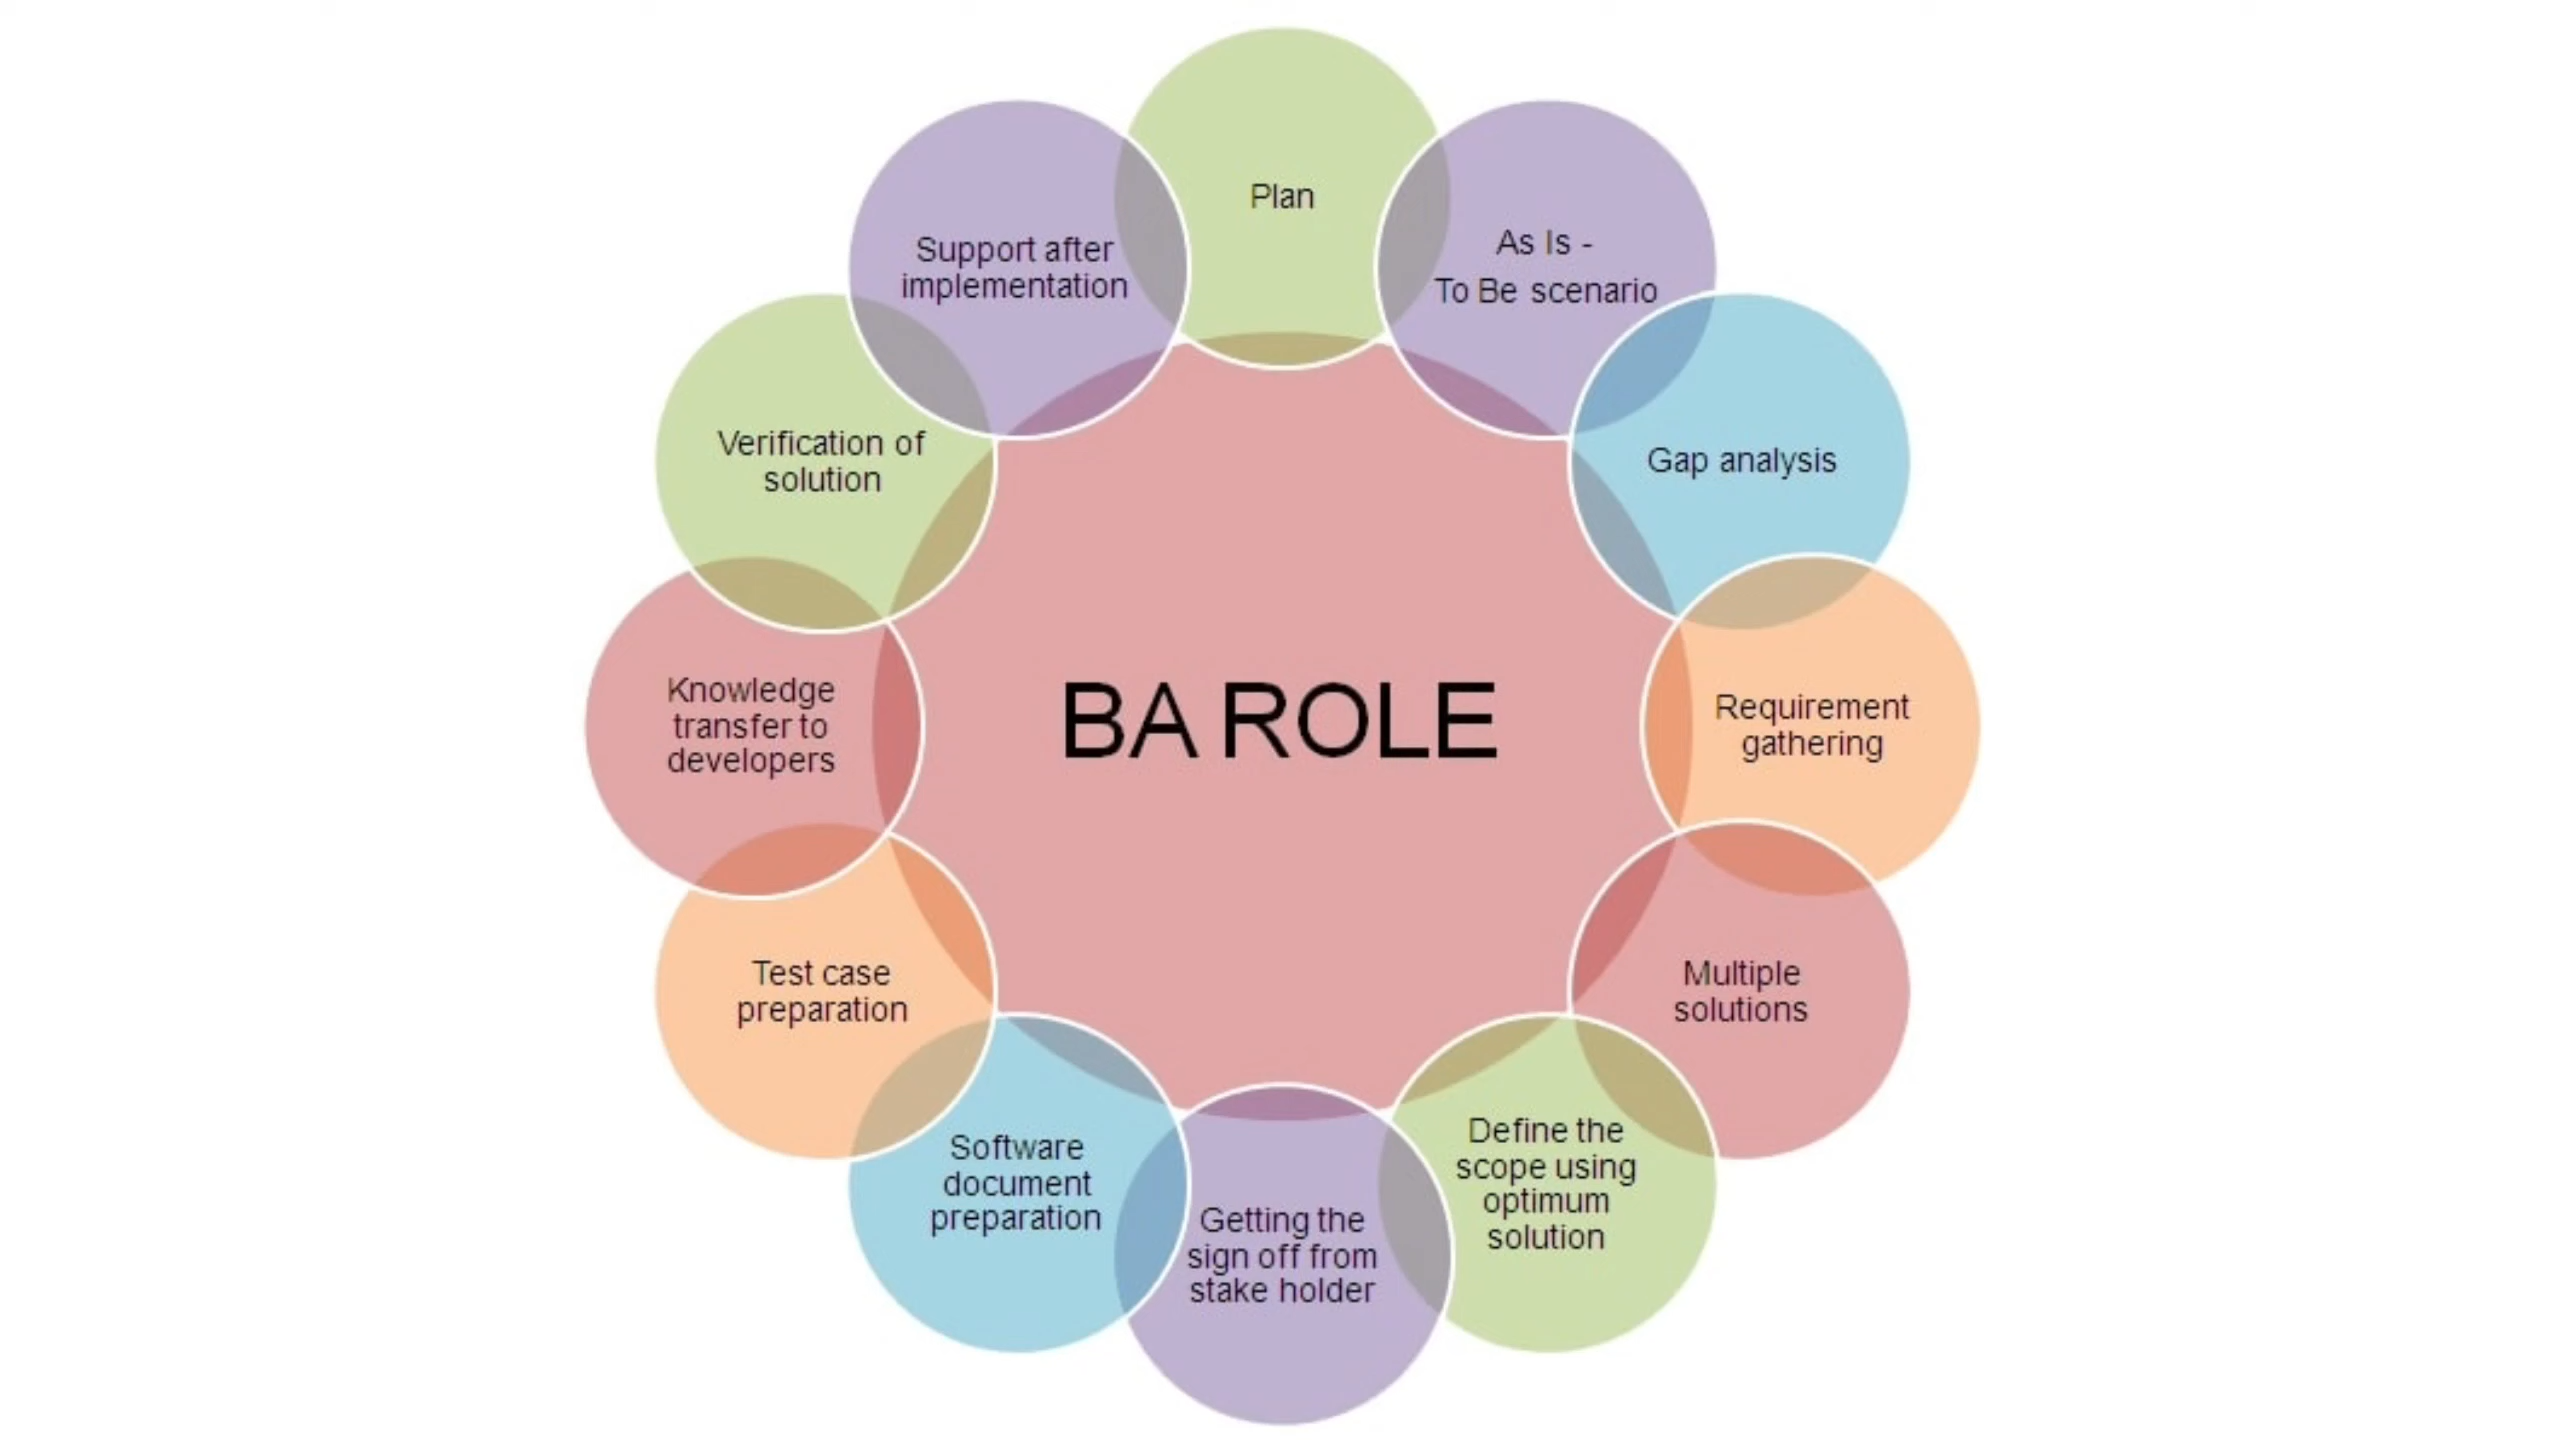 Plan
As Is -
To Be scenario
Gap analysis
Requirement
gathering
Multiple
solutions
Define the
scope using
optimum
solution
Getting the
sign off from
stake holder
Software
document
preparation
Test case
preparation
Knowledge
transfer to
developers
Verification of
solution
Support after
implementation
BA ROLE